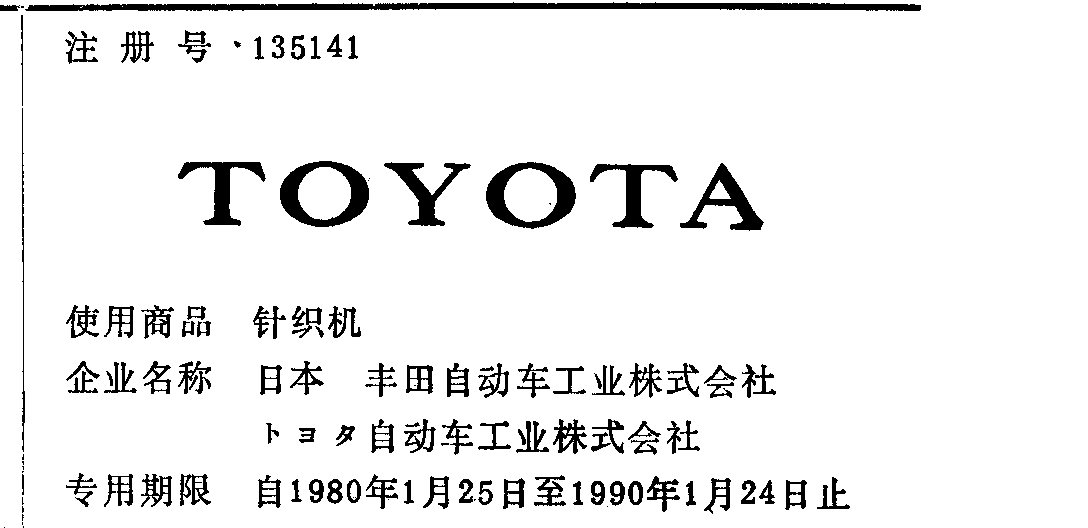 注册号·135141
TOYOTA
使用商品 针织机
企业名称 日本 丰田自动车工业株式会社
トヨタ自动车工业株式会社
专用期限 自1980年1月25日至1990年1月24日止